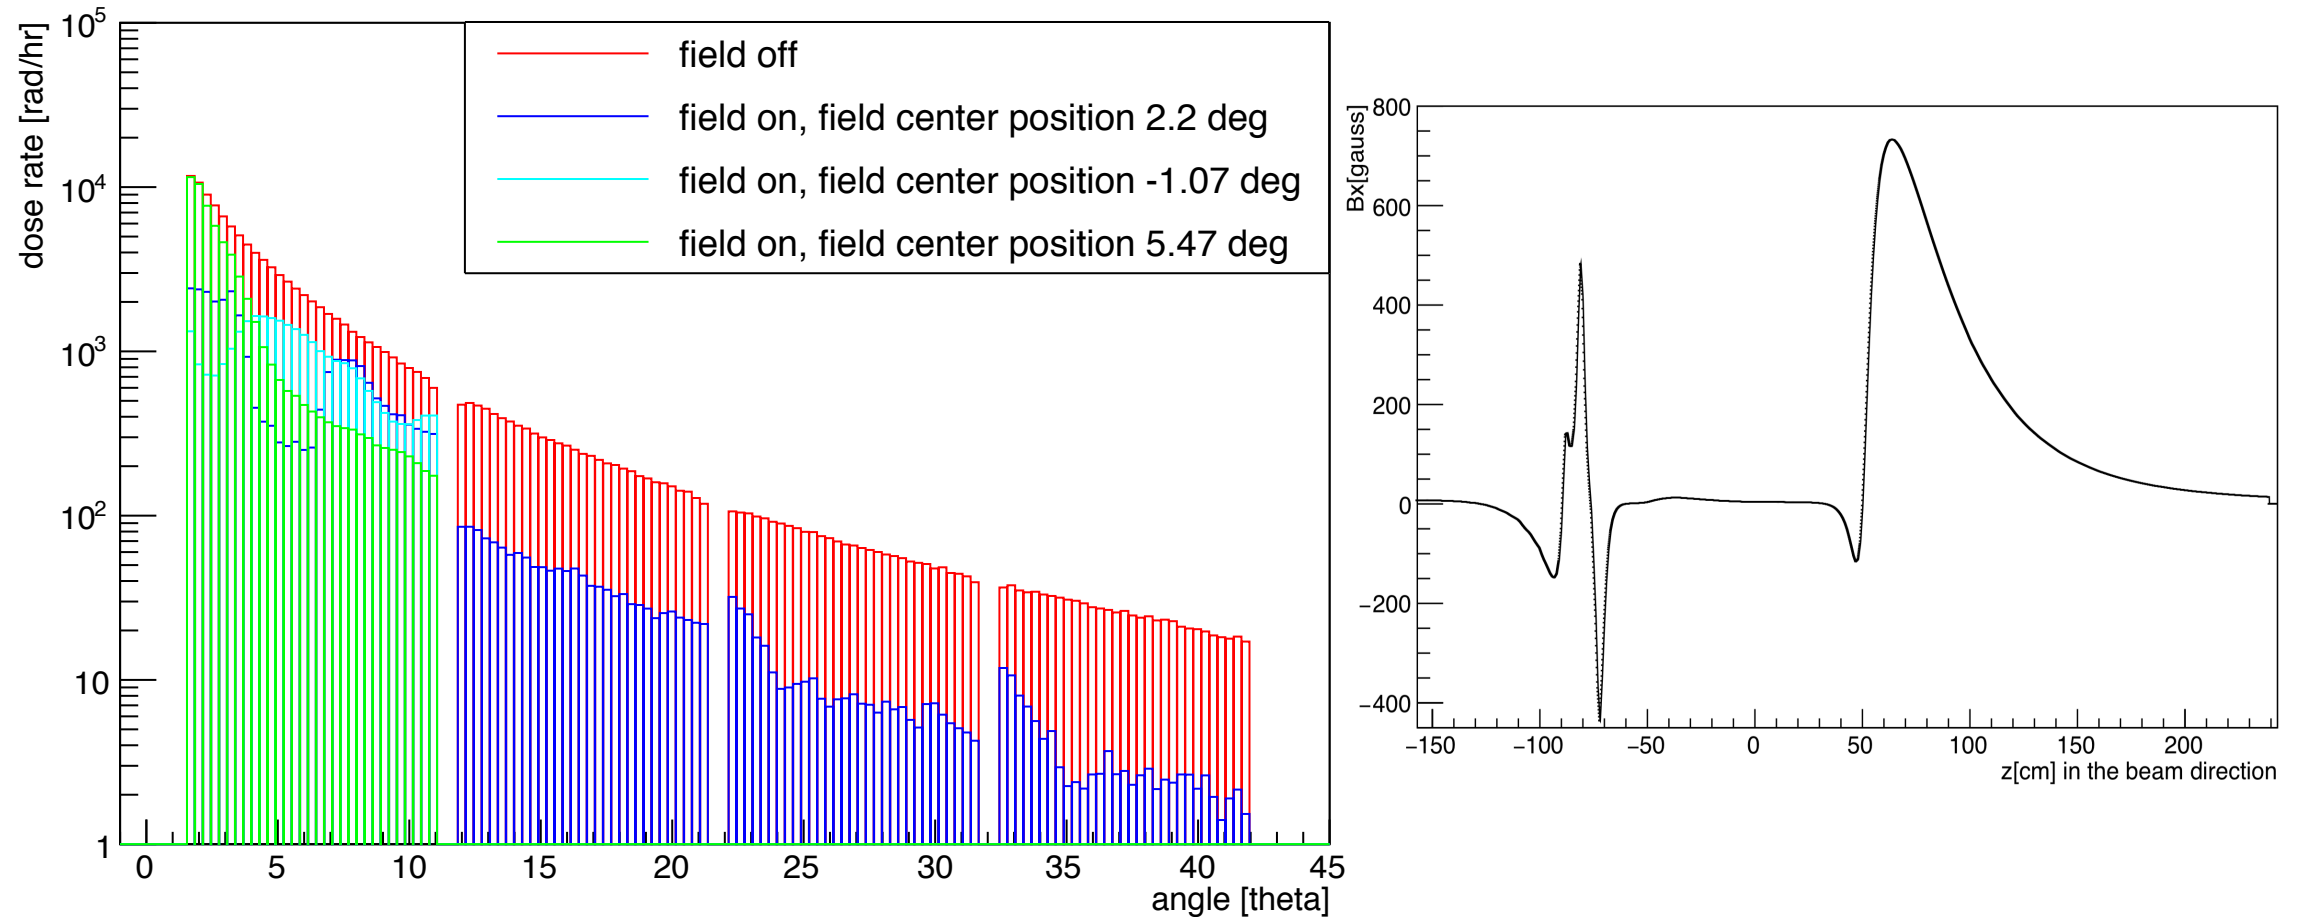 dose rate [rad/hr]
10^5
10^4
10^3
10^2
10
1
field off
field on, field center position 2.2 deg
field on, field center position -1.07 deg
field on, field center position 5.47 deg
0 5 10 15 20 25 30 35 40 45
angle [theta]
Bx[gauss]
800
600
400
200
0
−200
−400
−150 −100 −50 0 50 100 150 200
z[cm] in the beam direction